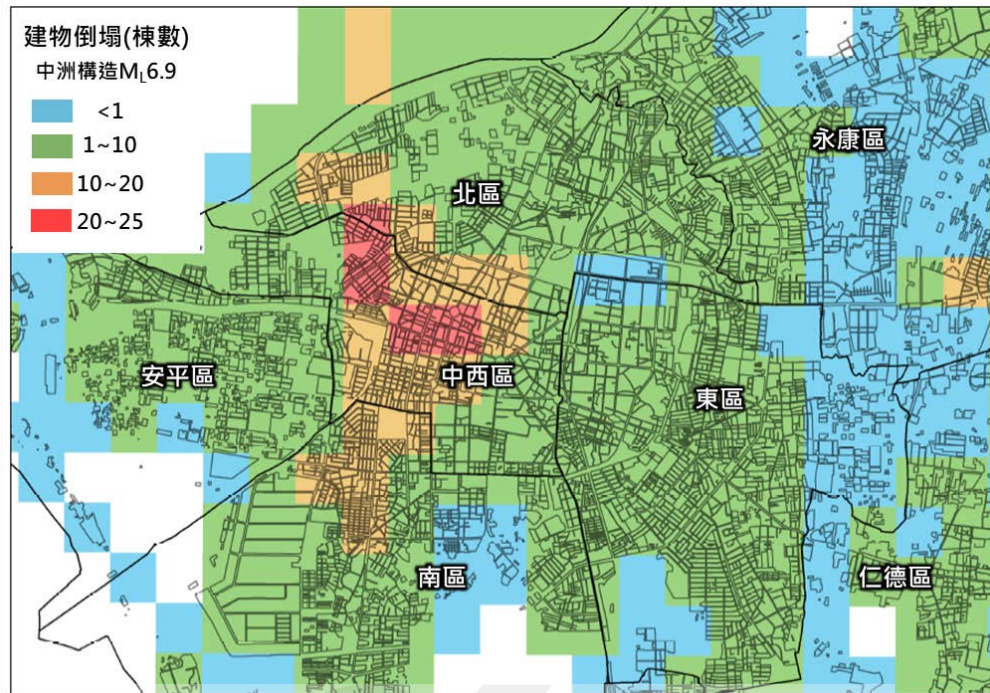 建物倒塌(棟數)
中洲構造ML6.9
<1
1~10
10~20
20~25
永康區
北區
安平區
中西區
東區
南區
仁德區